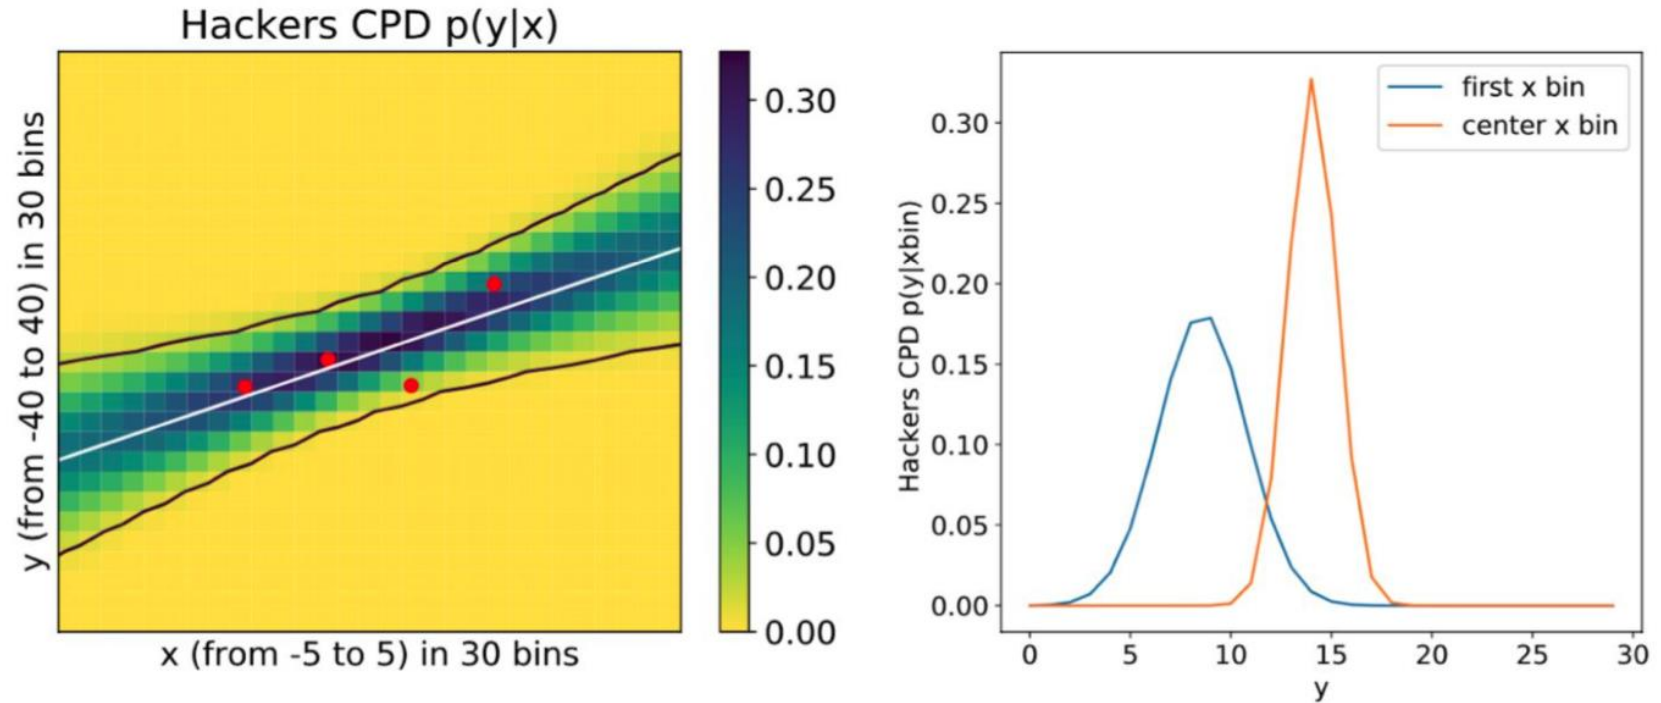 Hackers CPD p(y|x)
y (from -40 to 40) in 30 bins
x (from -5 to 5) in 30 bins
0.30
0.25
0.20
0.15
0.10
0.05
0.00
first x bin
center x bin
Hackers CPD p(y|xbin)
0.30
0.25
0.20
0.15
0.10
0.05
0.00
0 5 10 15 20 25 30
y